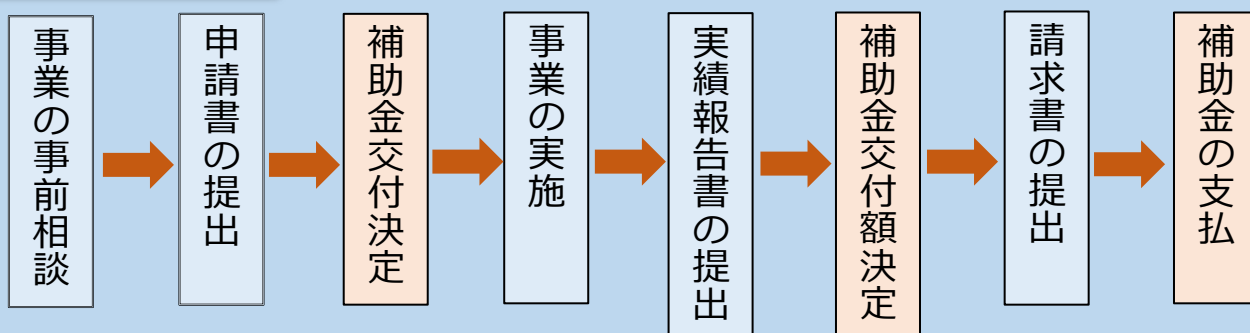 事業の事前相談
申請書の提出
補助金交付決定
事業の実施
実績報告書の提出
補助金交付額決定
請求書の提出
補助金の支払